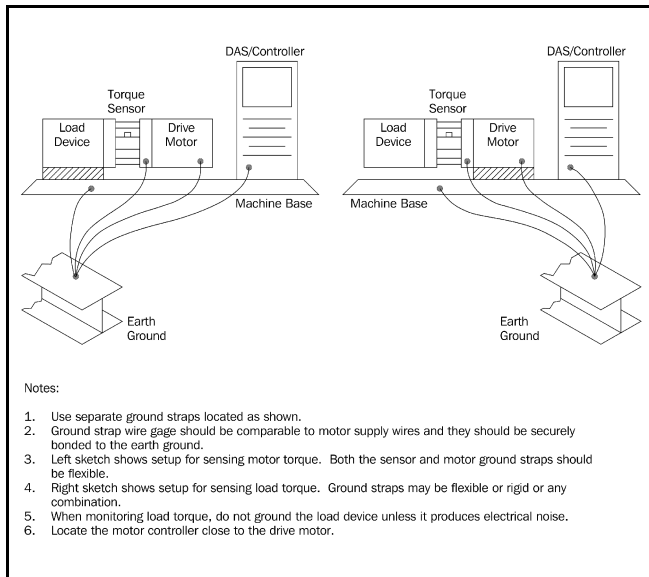 DAS/Controller
Torque
Sensor
Load
Device
Drive
Motor
Machine Base
Earth
Ground
DAS/Controller
Torque
Sensor
Load
Device
Drive
Motor
Machine Base
Earth
Ground
Notes:
1. Use separate ground straps located as shown.
2. Ground strap wire gage should be comparable to motor supply wires and they should be securely
bonded to the earth ground.
3. Left sketch shows setup for sensing motor torque. Both the sensor and motor ground straps should
be flexible.
4. Right sketch shows setup for sensing load torque. Ground straps may be flexible or rigid or any
combination.
5. When monitoring load torque, do not ground the load device unless it produces electrical noise.
6. Locate the motor controller close to the drive motor.